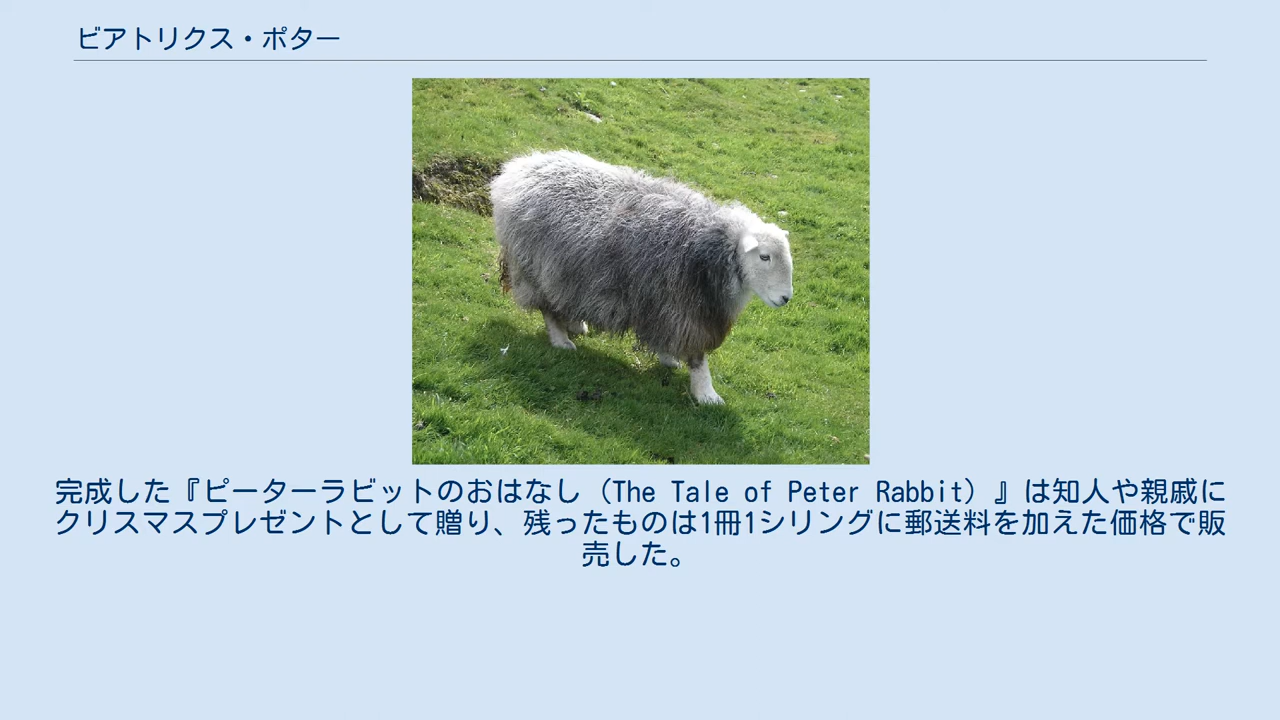 ビアトリクス・ポター
完成した『ピーターラビットのおはなし（The Tale of Peter Rabbit）』は知人や親戚に
クリスマスプレゼントとして贈り、残ったものは1冊1シリングに郵送料を加えた価格で販
売した。